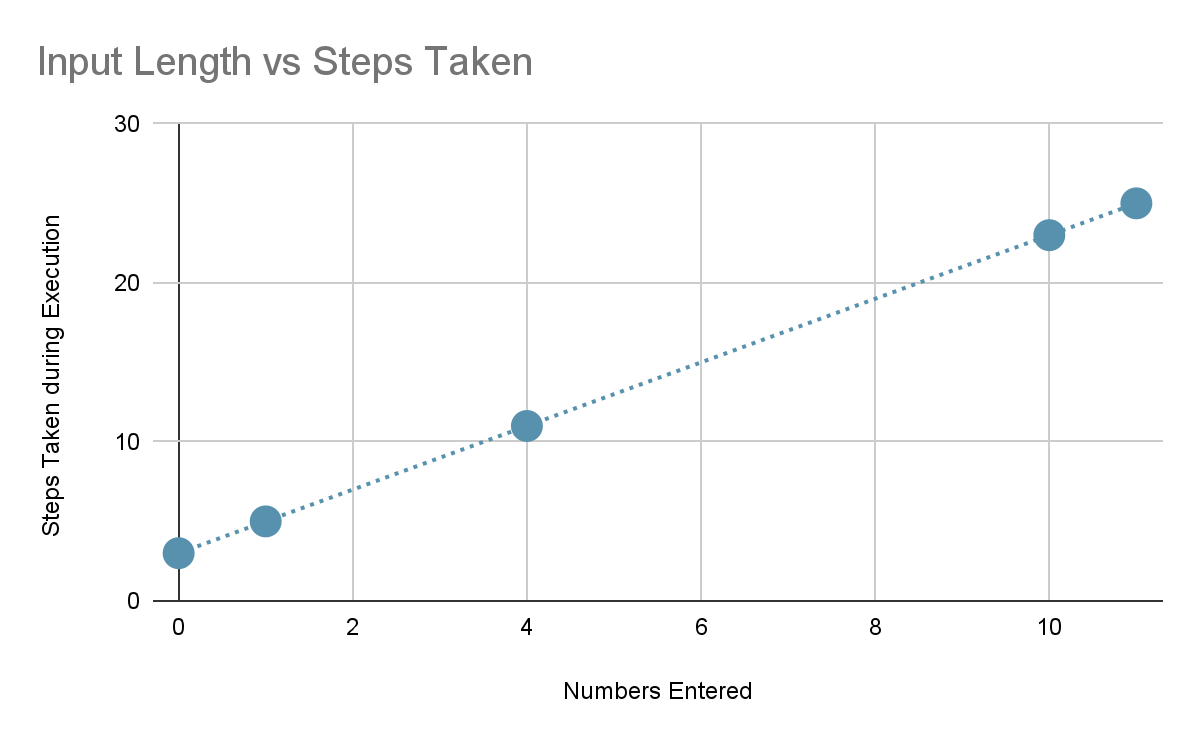 Input Length vs Steps Taken
30
20
10
0
Steps Taken during Execution
0 2 4 6 8 10
Numbers Entered